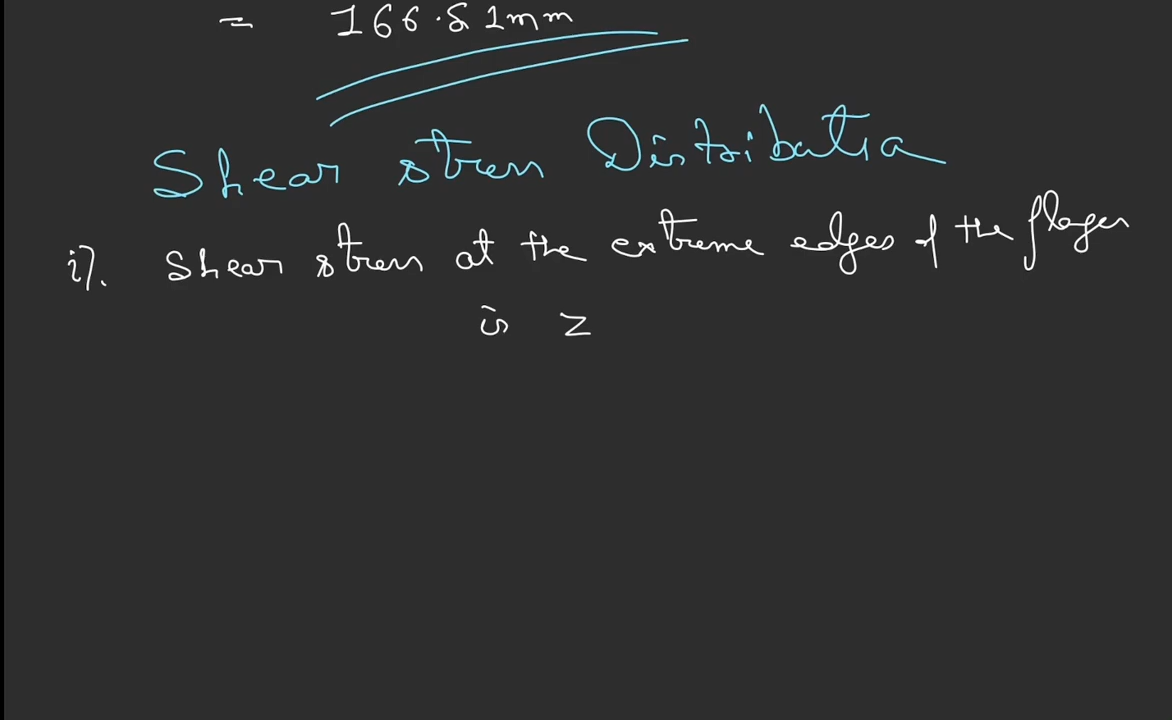 = 166.81mm
Shear stress Distribution
i). Shear stress at the extreme edges of the flanges
is z